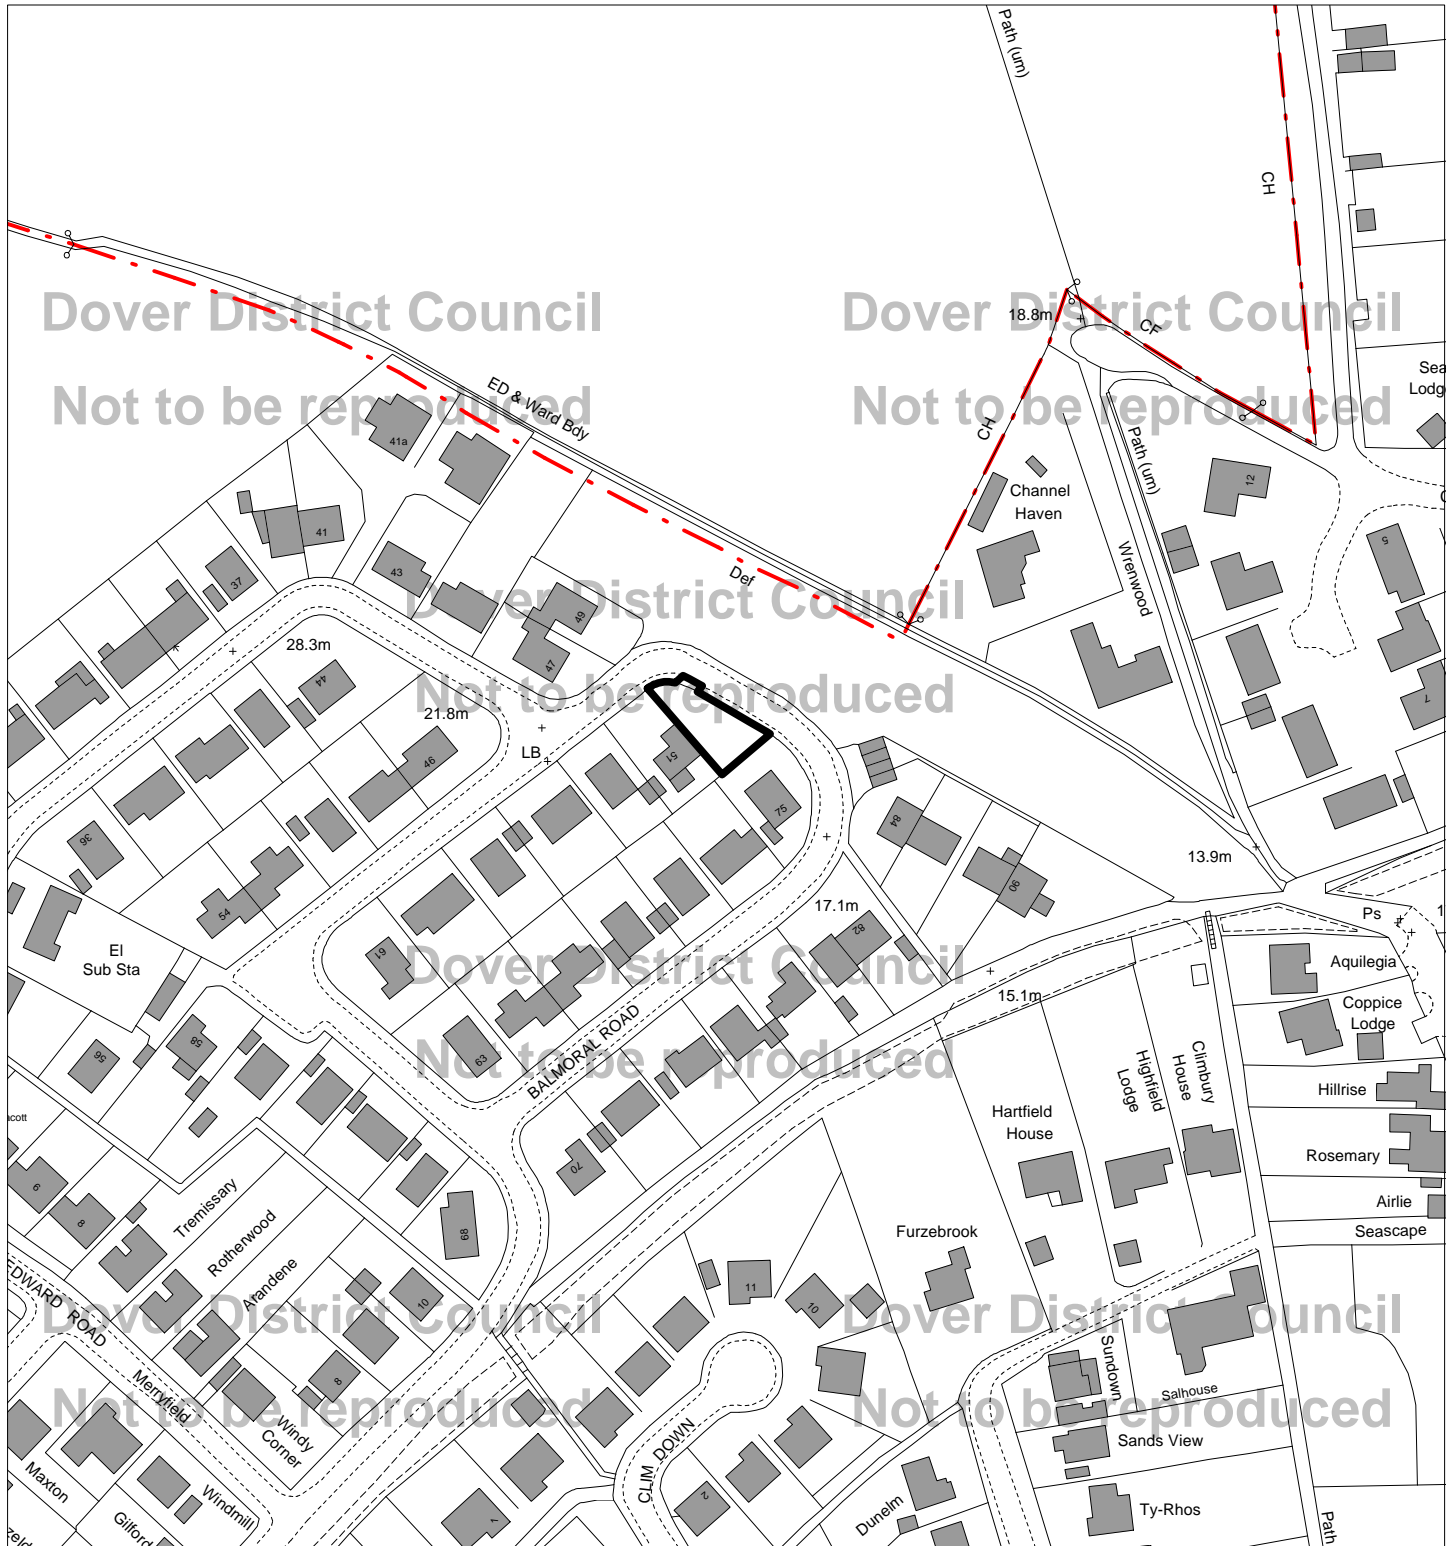 Path (um)
CH
Dover District Council
Dover District Council
18.8m
CF
Not to be reproduced
Not to be reproduced
ED & Ward Bdy
CH
41a
Path (um)
Channel
Haven
12
41
5
43
37
Def
Wrenwood
Dover District Council
49
47
28.3m
44
Not to be reproduced
21.8m
LB
46
51
7
52
36
84
13.9m
90
54
17.1m
82
Ps
El
Sub Sta
61
Dover District Council
Aquilegia
15.1m
Coppice
Lodge
58
56
63
BALMORAL ROAD
Not to be reproduced
Highfield
Lodge
Climbury
House
Hillrise
Hartfield
House
Rosemary
70
6
8
Tremissary
Rotherwood
Arandene
68
Airlie
Seascape
Furzebrook
EDWARD ROAD
11
10
10
Dover District Council
Dover District Council
Merryfield
8
Sundown
Salhouse
Not to be reproduced
Not to be reproduced
Windy
Corner
CLIM DOWN
Sands View
Maxton
Windmill
2
Dunelm
Ty-Rhos
Gilford
Path